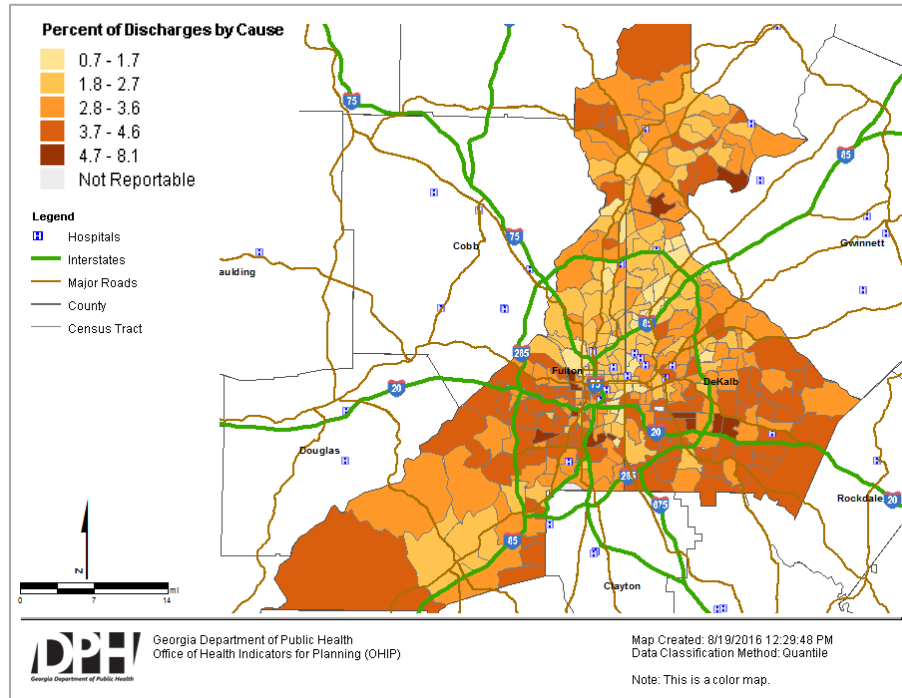 Percent of Discharges by Cause
0.7 - 1.7
1.8 - 2.7
2.8 - 3.6
3.7 - 4.6
4.7 - 8.1
Not Reportable
Legend
H Hospitals
Interstates
Major Roads
County
Census Tract
75
85
75
Cobb
Gwinnett
aulding
85
285
Fulton
75
DeKalb
20
20
Douglas
285
Rockdale
20
675
85
Clayton
N
0 7 14 mi
DPH
Georgia Department of Public Health
Georgia Department of Public Health
Office of Health Indicators for Planning (OHIP)
Map Created: 8/19/2016 12:29:48 PM
Data Classification Method: Quantile
Note: This is a color map.